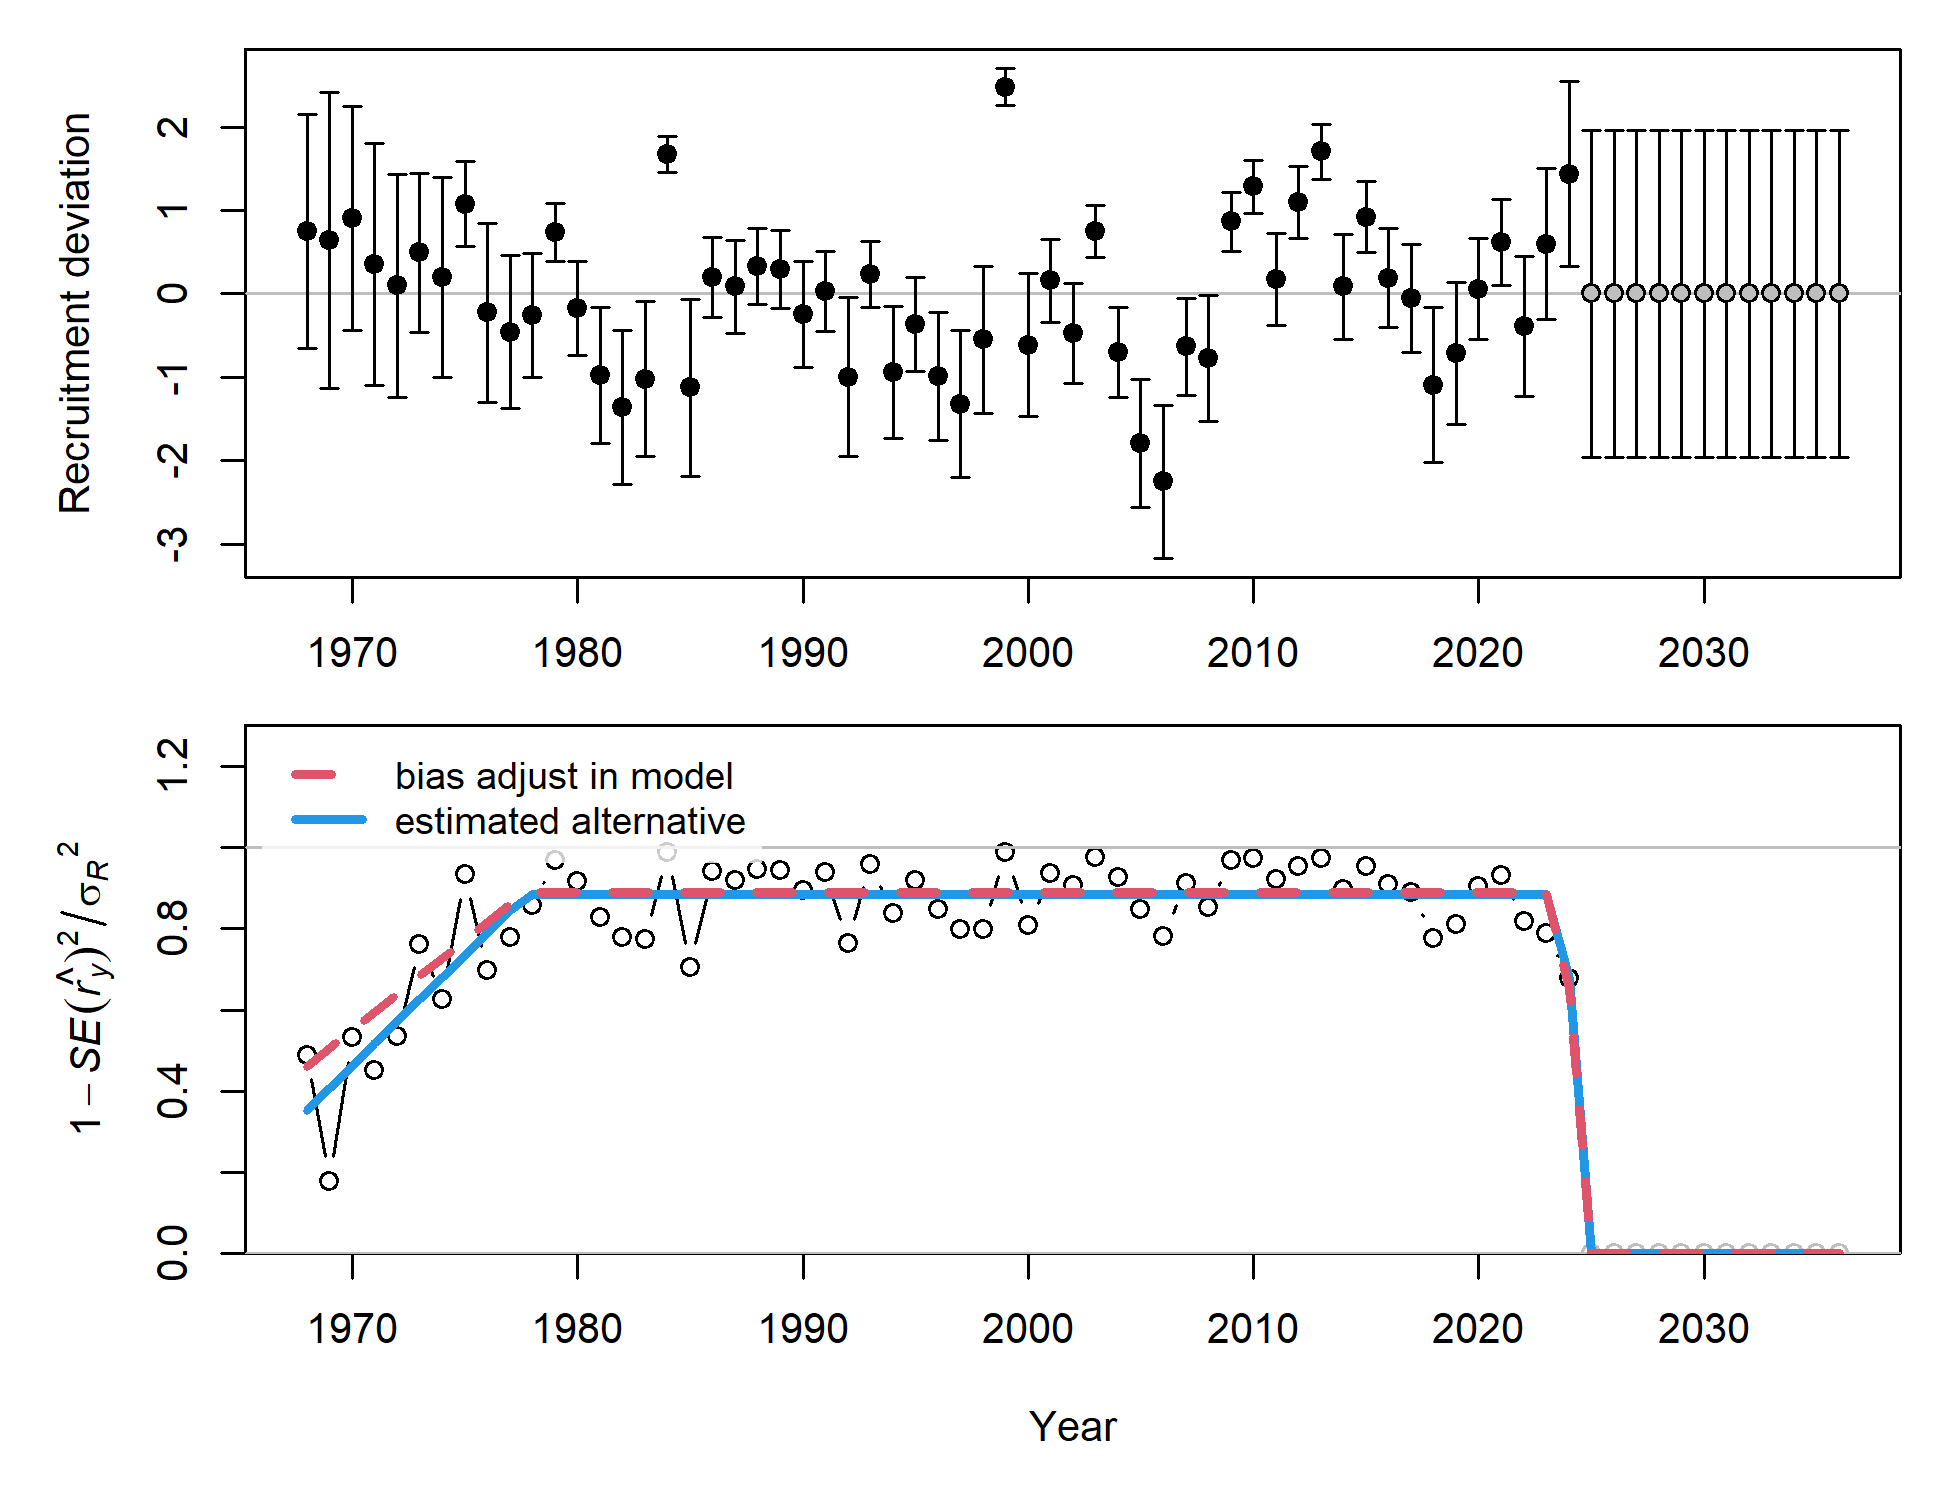 Recruitment deviation
2
1
0
-1
-2
-3
1970 1980 1990 2000 2010 2020 2030
bias adjust in model
estimated alternative
1 − SE(r̂y)² / σR²
1.2
0.8
0.4
0.0
1970 1980 1990 2000 2010 2020 2030
Year